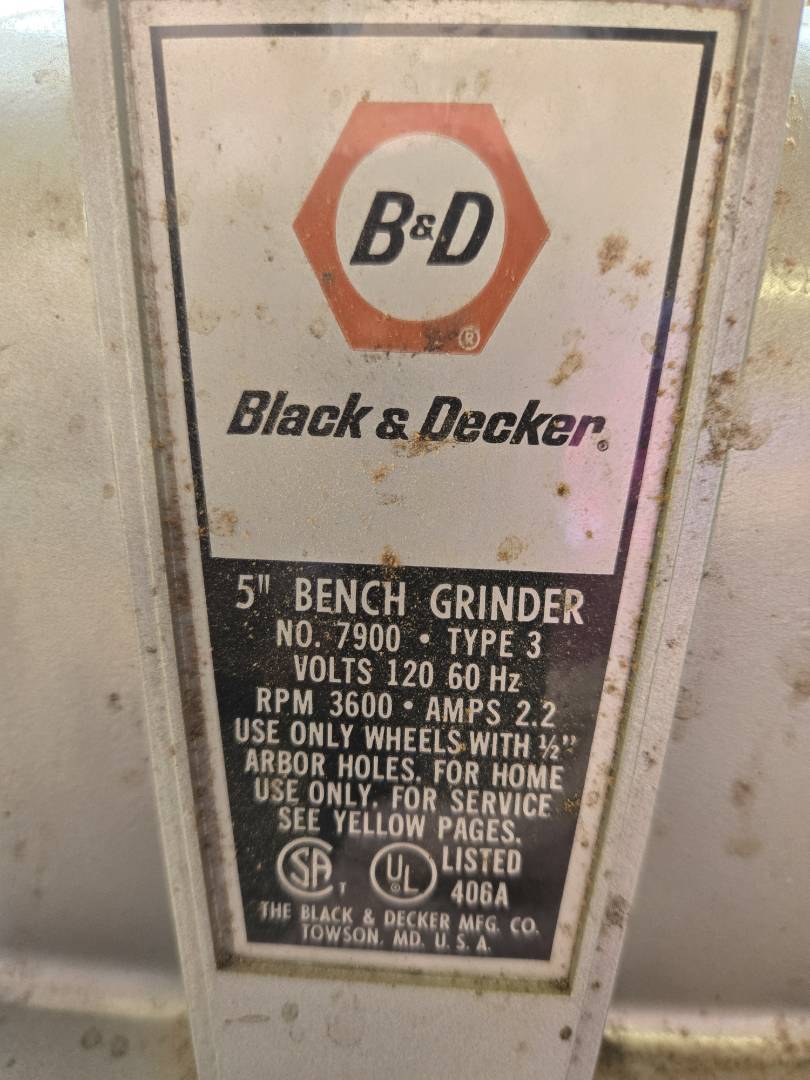 B&D
®
Black & Decker®
5" BENCH GRINDER
NO. 7900 • TYPE 3
VOLTS 120 60 Hz
RPM 3600 • AMPS 2.2
USE ONLY WHEELS WITH ½"
ARBOR HOLES. FOR HOME
USE ONLY. FOR SERVICE
SEE YELLOW PAGES.
SA T UL LISTED
406A
THE BLACK & DECKER MFG. CO.
TOWSON, MD. U. S. A.